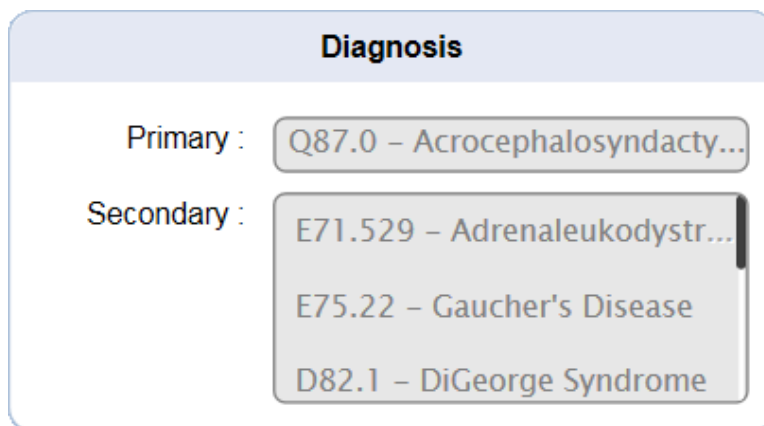 Diagnosis
Primary : Q87.0 – Acrocephalosyndacty...
Secondary : E71.529 – Adrenaleukodystr...
E75.22 – Gaucher's Disease
D82.1 – DiGeorge Syndrome